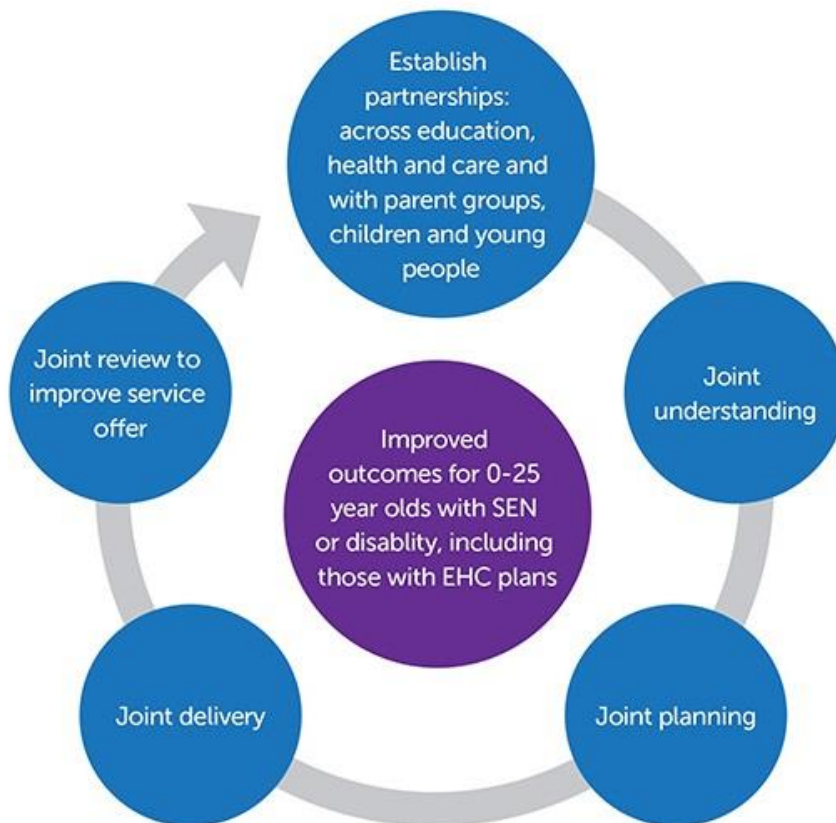 Establish
partnerships:
across education,
health and care and
with parent groups,
children and young
people
Joint
understanding
Joint planning
Joint delivery
Joint review to
improve service
offer
Improved
outcomes for 0-25
year olds with SEN
or disablity, including
those with EHC plans